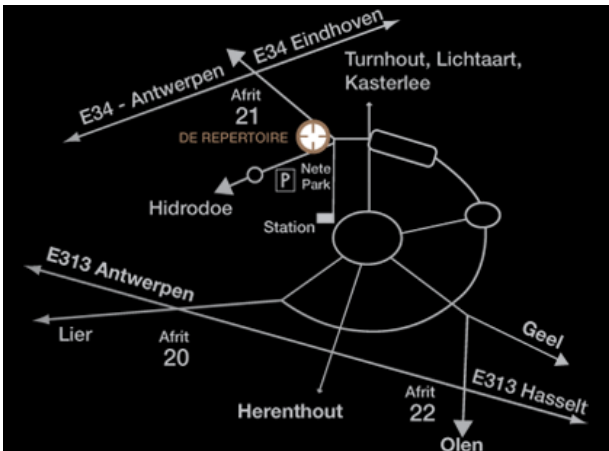 E34 - Antwerpen
E34 Eindhoven
Turnhout, Lichtaart,
Kasterlee
Afrit
21
DE REPERTOIRE
P
Nete
Park
Hidrodoe
Station
E313 Antwerpen
Lier
Afrit
20
Geel
E313 Hasselt
Afrit
22
Herenthout
Olen